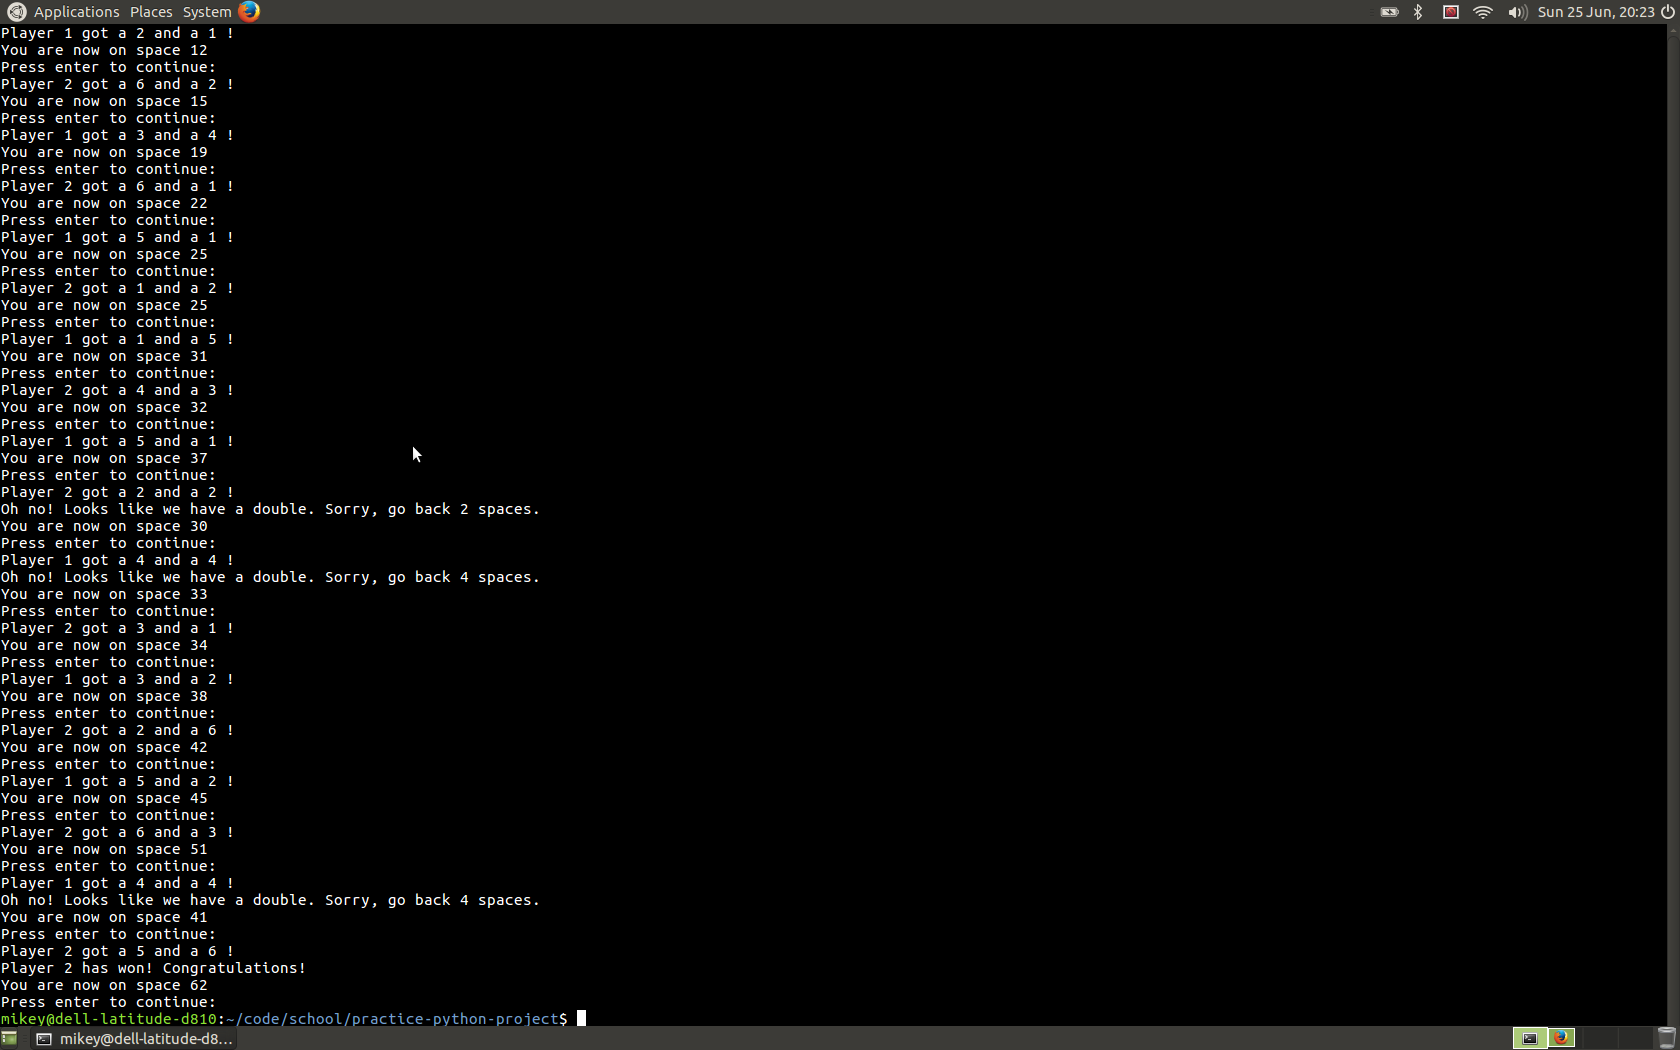 Applications Places System Sun 25 Jun, 20:23
Player 1 got a 2 and a 1 !
You are now on space 12
Press enter to continue:
Player 2 got a 6 and a 2 !
You are now on space 15
Press enter to continue:
Player 1 got a 3 and a 4 !
You are now on space 19
Press enter to continue:
Player 2 got a 6 and a 1 !
You are now on space 22
Press enter to continue:
Player 1 got a 5 and a 1 !
You are now on space 25
Press enter to continue:
Player 2 got a 1 and a 2 !
You are now on space 25
Press enter to continue:
Player 1 got a 1 and a 5 !
You are now on space 31
Press enter to continue:
Player 2 got a 4 and a 3 !
You are now on space 32
Press enter to continue:
Player 1 got a 5 and a 1 !
You are now on space 37
Press enter to continue:
Player 2 got a 2 and a 2 !
Oh no! Looks like we have a double. Sorry, go back 2 spaces.
You are now on space 30
Press enter to continue:
Player 1 got a 4 and a 4 !
Oh no! Looks like we have a double. Sorry, go back 4 spaces.
You are now on space 33
Press enter to continue:
Player 2 got a 3 and a 1 !
You are now on space 34
Press enter to continue:
Player 1 got a 3 and a 2 !
You are now on space 38
Press enter to continue:
Player 2 got a 2 and a 6 !
You are now on space 42
Press enter to continue:
Player 1 got a 5 and a 2 !
You are now on space 45
Press enter to continue:
Player 2 got a 6 and a 3 !
You are now on space 51
Press enter to continue:
Player 1 got a 4 and a 4 !
Oh no! Looks like we have a double. Sorry, go back 4 spaces.
You are now on space 41
Press enter to continue:
Player 2 got a 5 and a 6 !
Player 2 has won! Congratulations!
You are now on space 62
Press enter to continue:
mikey@dell-latitude-d810:~/code/school/practice-python-project$
mikey@dell-latitude-d8...